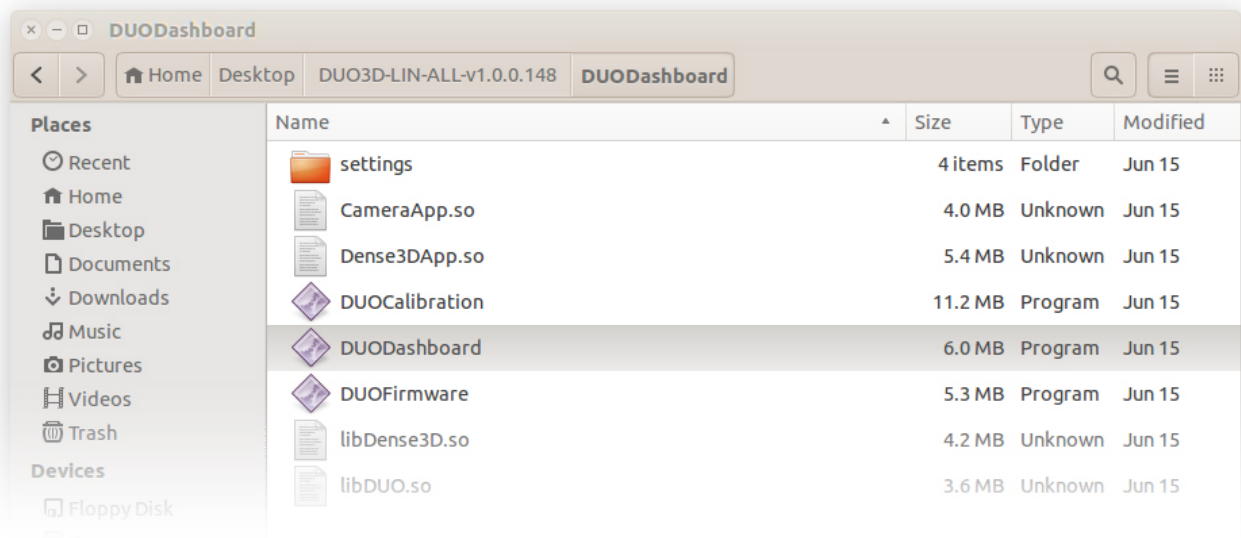 DUODashboard
Home Desktop DUO3D-LIN-ALL-v1.0.0.148 DUODashboard
Places
Recent
Home
Desktop
Documents
Downloads
Music
Pictures
Videos
Trash
Devices
Floppy Disk
Name Size Type Modified
settings 4 items Folder Jun 15
CameraApp.so 4.0 MB Unknown Jun 15
Dense3DApp.so 5.4 MB Unknown Jun 15
DUOCalibration 11.2 MB Program Jun 15
DUODashboard 6.0 MB Program Jun 15
DUOFirmware 5.3 MB Program Jun 15
libDense3D.so 4.2 MB Unknown Jun 15
libDUO.so 3.6 MB Unknown Jun 15